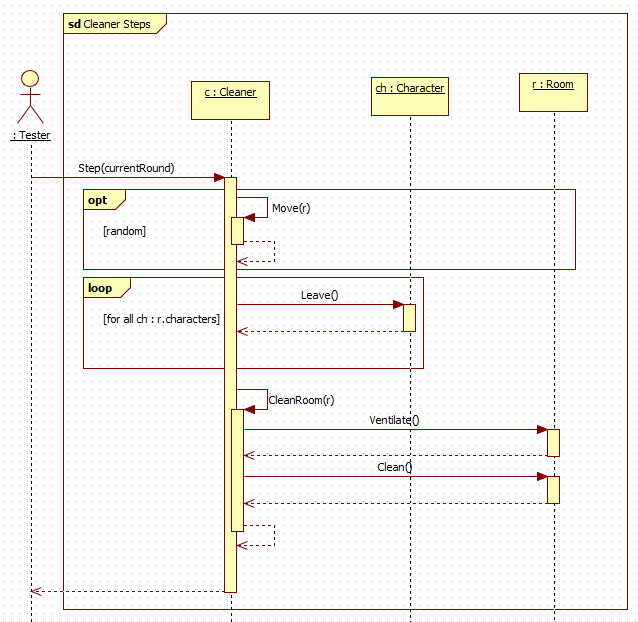 sd Cleaner Steps
c : Cleaner
ch : Character
r : Room
: Tester
Step(currentRound)
opt
Move(r)
[random]
loop
Leave()
[for all ch : r.characters]
CleanRoom(r)
Ventilate()
Clean()